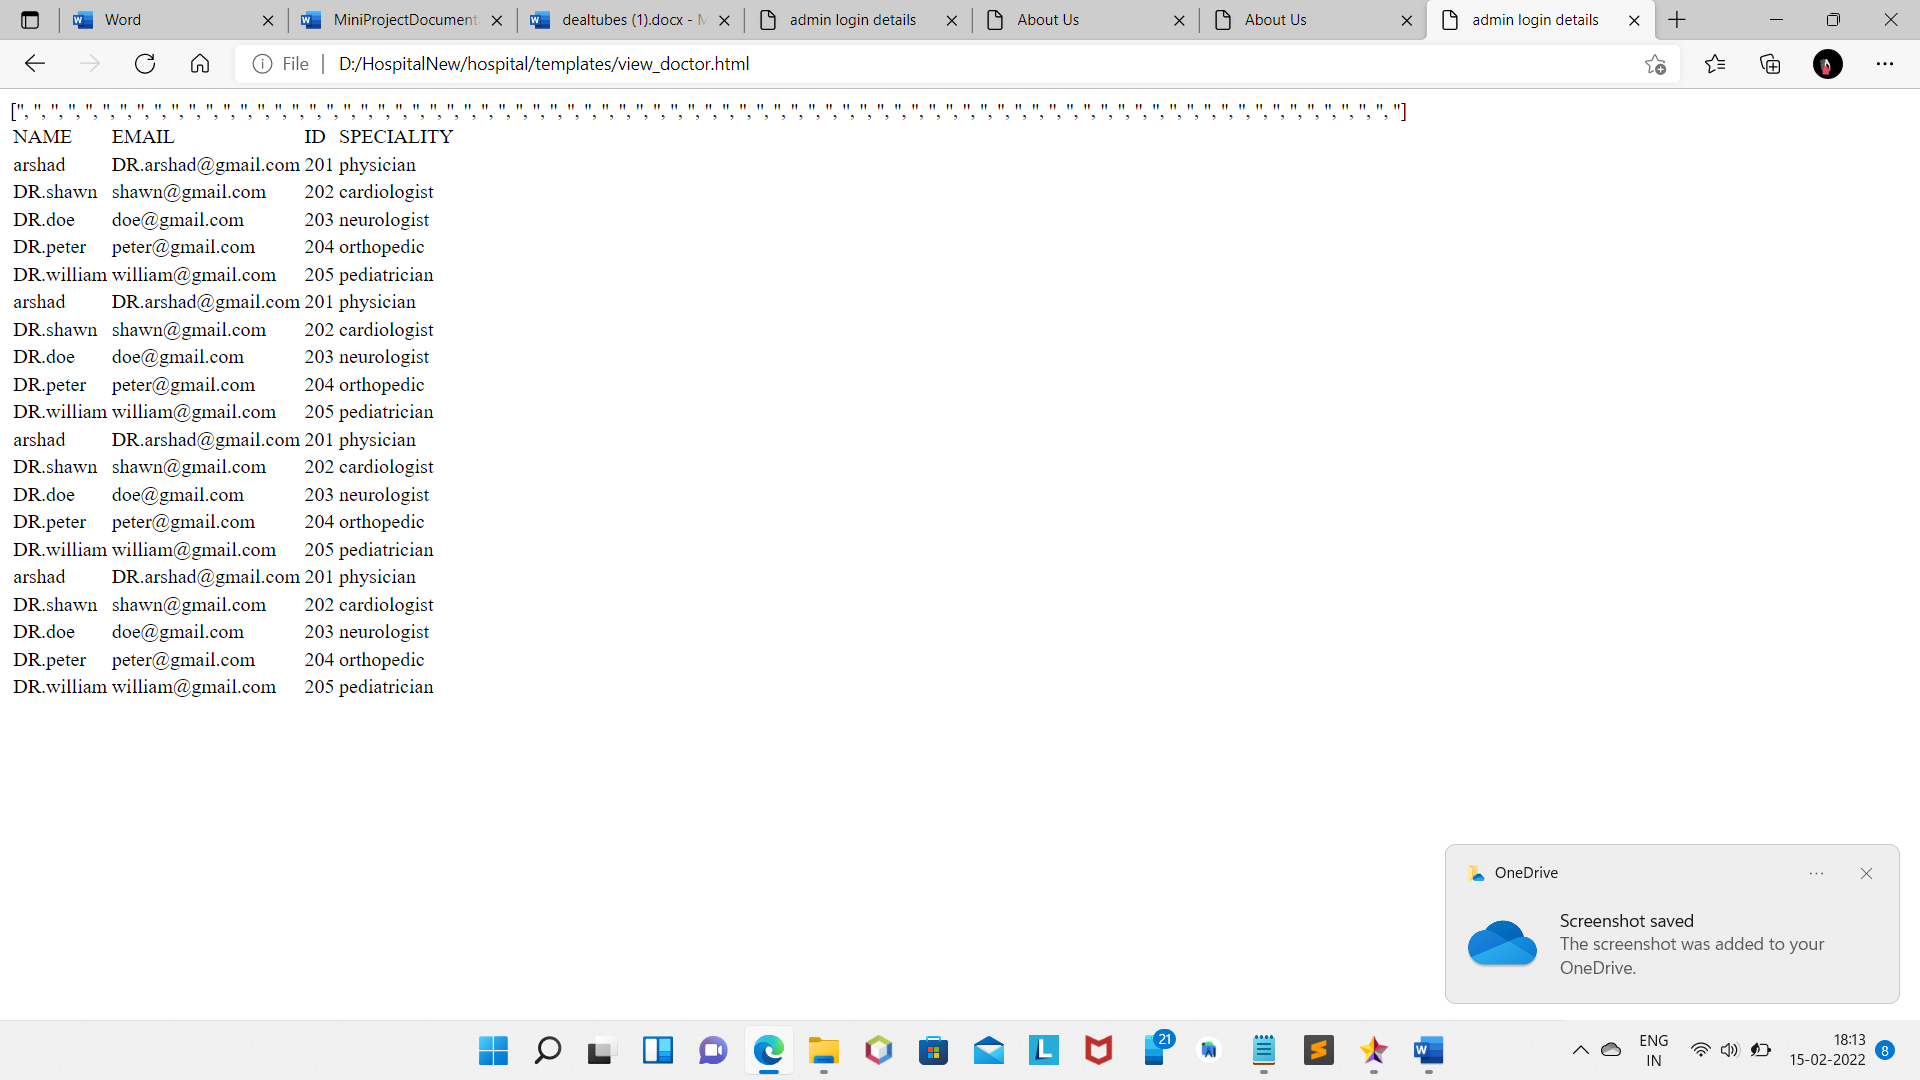 Word
MiniProjectDocument
dealtubes (1).docx - M
admin login details
About Us
About Us
admin login details
File
D:/HospitalNew/hospital/templates/view_doctor.html
NAME EMAIL ID SPECIALITY
arshad DR.arshad@gmail.com 201 physician
DR.shawn shawn@gmail.com 202 cardiologist
DR.doe doe@gmail.com 203 neurologist
DR.peter peter@gmail.com 204 orthopedic
DR.william william@gmail.com 205 pediatrician
arshad DR.arshad@gmail.com 201 physician
DR.shawn shawn@gmail.com 202 cardiologist
DR.doe doe@gmail.com 203 neurologist
DR.peter peter@gmail.com 204 orthopedic
DR.william william@gmail.com 205 pediatrician
arshad DR.arshad@gmail.com 201 physician
DR.shawn shawn@gmail.com 202 cardiologist
DR.doe doe@gmail.com 203 neurologist
DR.peter peter@gmail.com 204 orthopedic
DR.william william@gmail.com 205 pediatrician
arshad DR.arshad@gmail.com 201 physician
DR.shawn shawn@gmail.com 202 cardiologist
DR.doe doe@gmail.com 203 neurologist
DR.peter peter@gmail.com 204 orthopedic
DR.william william@gmail.com 205 pediatrician
OneDrive
Screenshot saved
The screenshot was added to your
OneDrive.
21
ENG
IN
18:13
15-02-2022
8